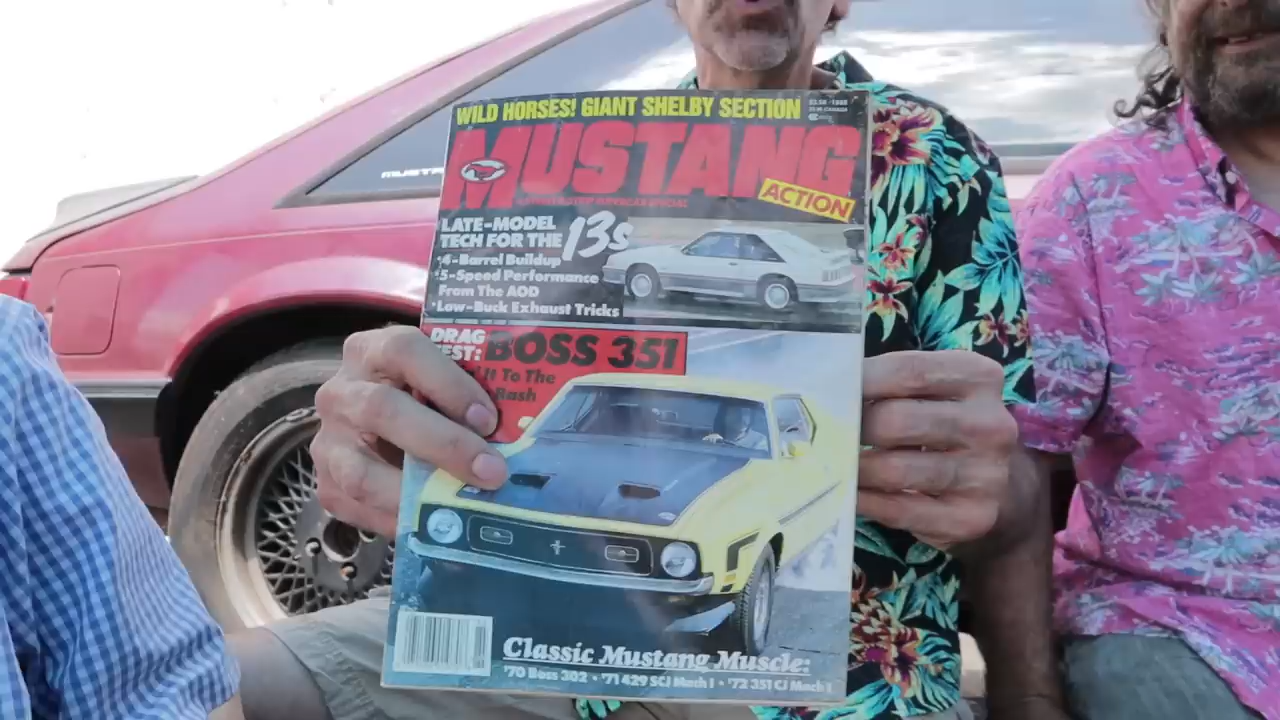 WILD HORSES! GIANT SHELBY SECTION
MUSTANG
ACTION
LATE-MODEL
TECH FOR THE 13s
4-Barrel Buildup
5-Speed Performance
From The AOD
Low-Buck Exhaust Tricks
DRAG
BOSS 351
It To The
Classic Mustang Muscle:
'70 Boss 302 • '71 429 SCJ Mach 1 • '72 351 CJ Mach 1